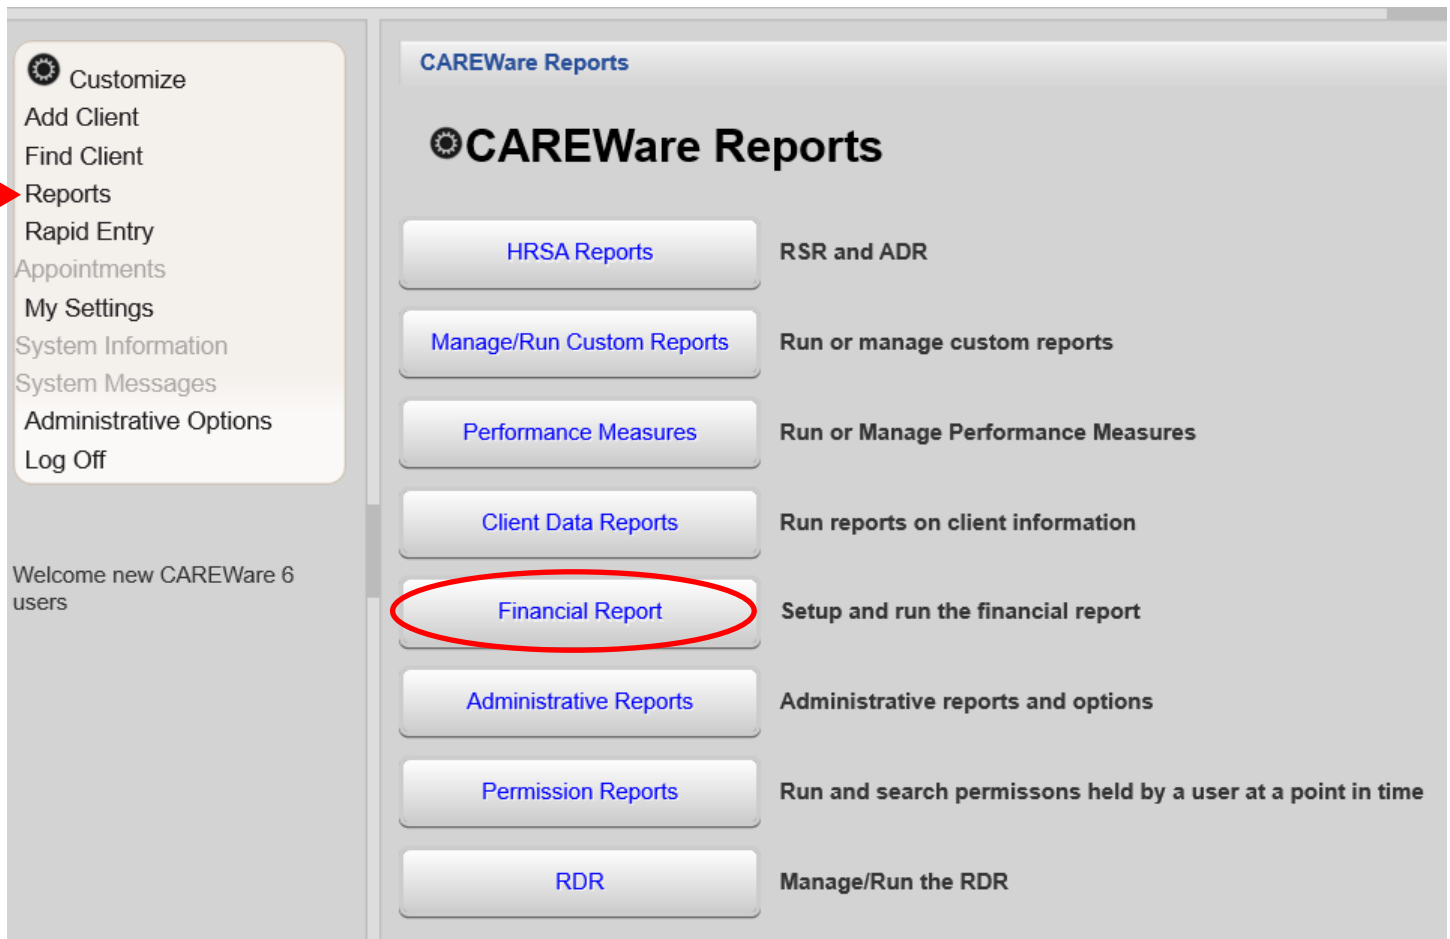 Customize
Add Client
Find Client
Reports
Rapid Entry
Appointments
My Settings
System Information
System Messages
Administrative Options
Log Off
Welcome new CAREWare 6
users
CAREWare Reports
CAREWare Reports
HRSA Reports RSR and ADR
Manage/Run Custom Reports Run or manage custom reports
Performance Measures Run or Manage Performance Measures
Client Data Reports Run reports on client information
Financial Report Setup and run the financial report
Administrative Reports Administrative reports and options
Permission Reports Run and search permissons held by a user at a point in time
RDR Manage/Run the RDR